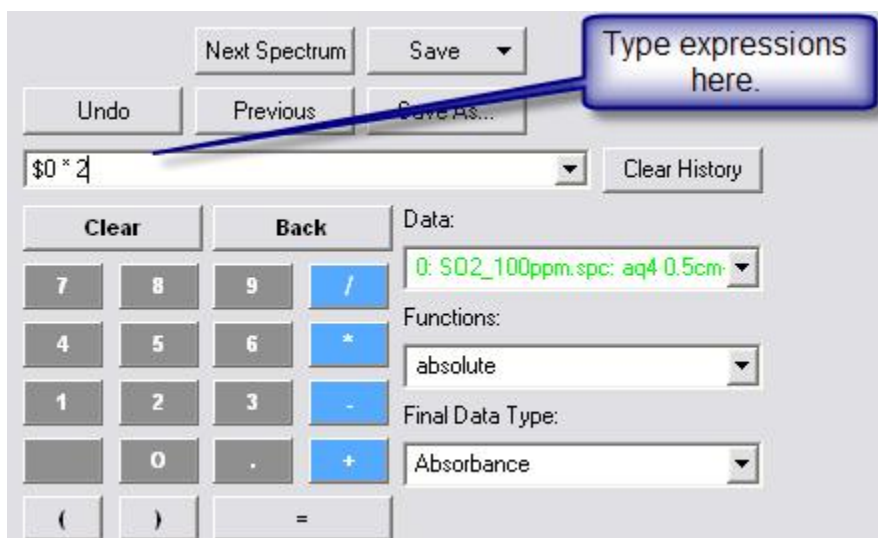 Next Spectrum Save
Type expressions
here.
Undo Previous Save As...
$0 * 2
Clear History
Clear Back
Data:
7 8 9 /
0: SO2_100ppm.spc: aq4 0.5cm-
Functions:
4 5 6 *
absolute
1 2 3 -
Final Data Type:
0 . +
Absorbance
( ) =